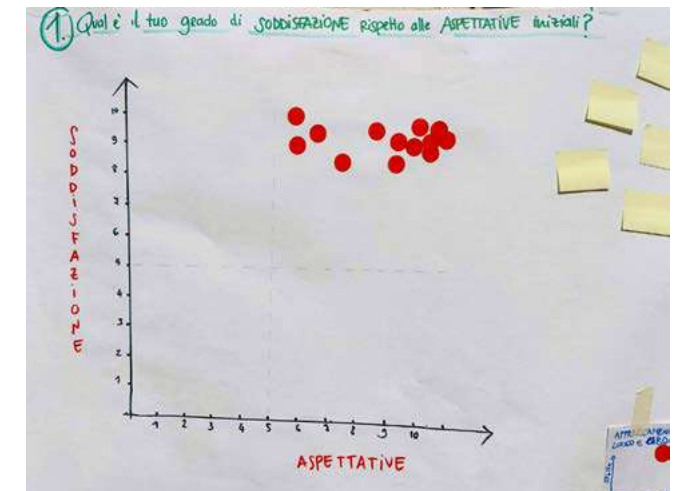 1. Qual è il tuo grado di SODDISFAZIONE rispetto alle ASPETTATIVE iniziali?
SODDISFAZIONE
10
9
8
7
6
5
4
3
2
1
1 2 3 4 5 6 7 8 9 10
ASPETTATIVE